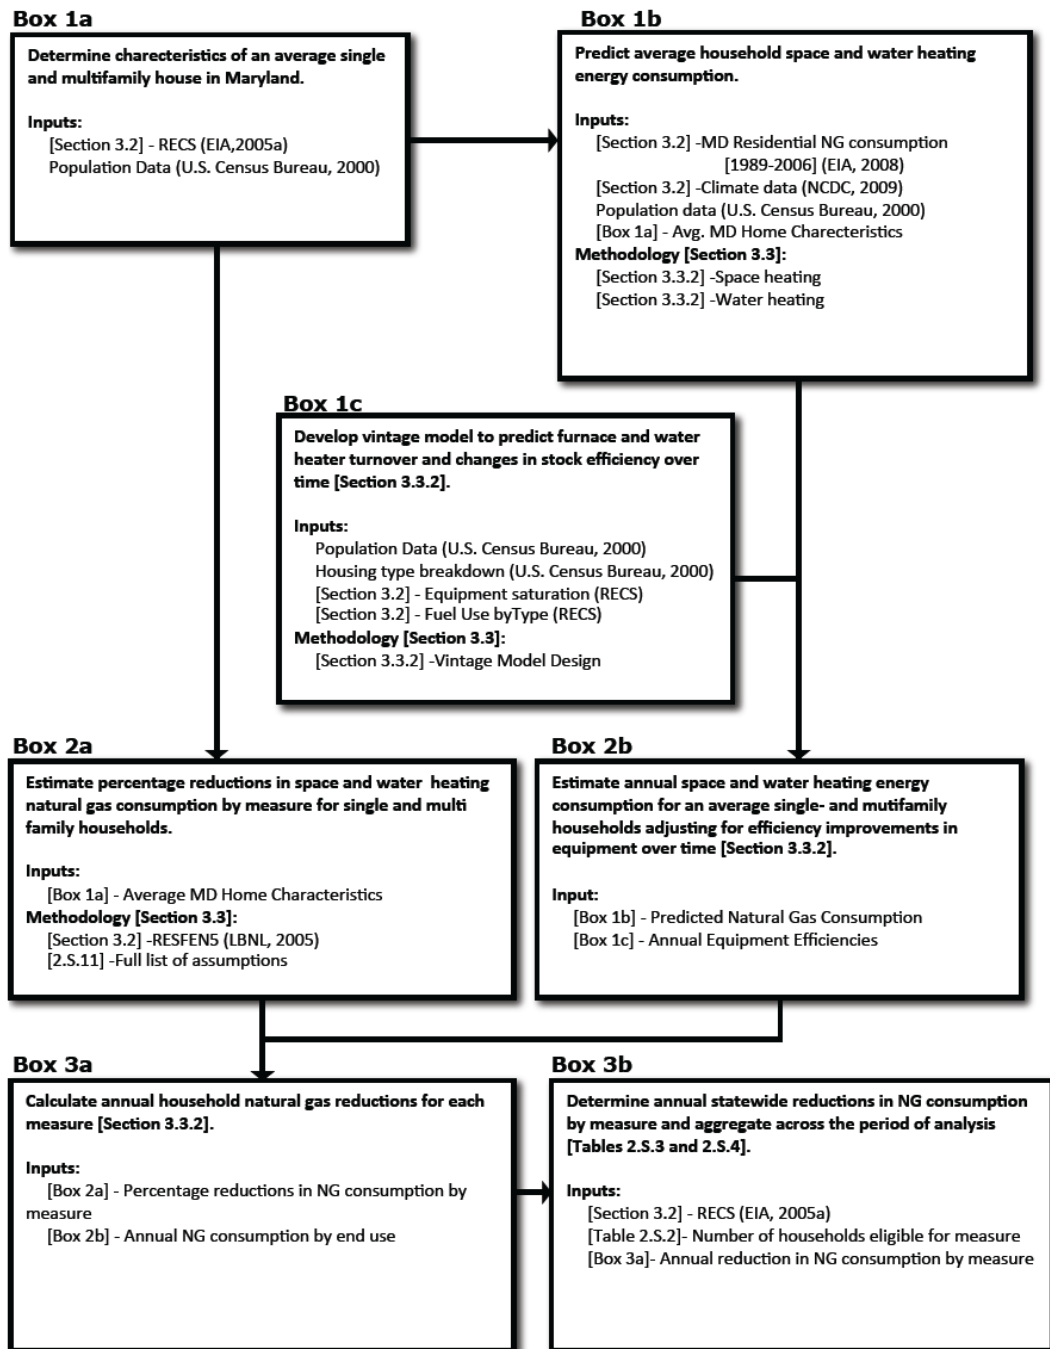 Box 1a
Determine charecteristics of an average single
and multifamily house in Maryland.
Inputs:
[Section 3.2] - RECS (EIA,2005a)
Population Data (U.S. Census Bureau, 2000)
Box 1b
Predict average household space and water heating
energy consumption.
Inputs:
[Section 3.2] -MD Residential NG consumption
[1989-2006] (EIA, 2008)
[Section 3.2] -Climate data (NCDC, 2009)
Population data (U.S. Census Bureau, 2000)
[Box 1a] - Avg. MD Home Charecteristics
Methodology [Section 3.3]:
[Section 3.3.2] -Space heating
[Section 3.3.2] -Water heating
Box 1c
Develop vintage model to predict furnace and water
heater turnover and changes in stock efficiency over
time [Section 3.3.2].
Inputs:
Population Data (U.S. Census Bureau, 2000)
Housing type breakdown (U.S. Census Bureau, 2000)
[Section 3.2] - Equipment saturation (RECS)
[Section 3.2] - Fuel Use byType (RECS)
Methodology [Section 3.3]:
[Section 3.3.2] -Vintage Model Design
Box 2a
Estimate percentage reductions in space and water heating
natural gas consumption by measure for single and multi
family households.
Inputs:
[Box 1a] - Average MD Home Characteristics
Methodology [Section 3.3]:
[Section 3.2] -RESFEN5 (LBNL, 2005)
[2.S.11] -Full list of assumptions
Box 2b
Estimate annual space and water heating energy
consumption for an average single- and mutifamily
households adjusting for efficiency improvements in
equipment over time [Section 3.3.2].
Input:
[Box 1b] - Predicted Natural Gas Consumption
[Box 1c] - Annual Equipment Efficiencies
Box 3a
Calculate annual household natural gas reductions for each
measure [Section 3.3.2].
Inputs:
[Box 2a] - Percentage reductions in NG consumption by
measure
[Box 2b] - Annual NG consumption by end use
Box 3b
Determine annual statewide reductions in NG consumption
by measure and aggregate across the period of analysis
[Tables 2.S.3 and 2.S.4].
Inputs:
[Section 3.2] - RECS (EIA, 2005a)
[Table 2.S.2]- Number of households eligible for measure
[Box 3a]- Annual reduction in NG consumption by measure